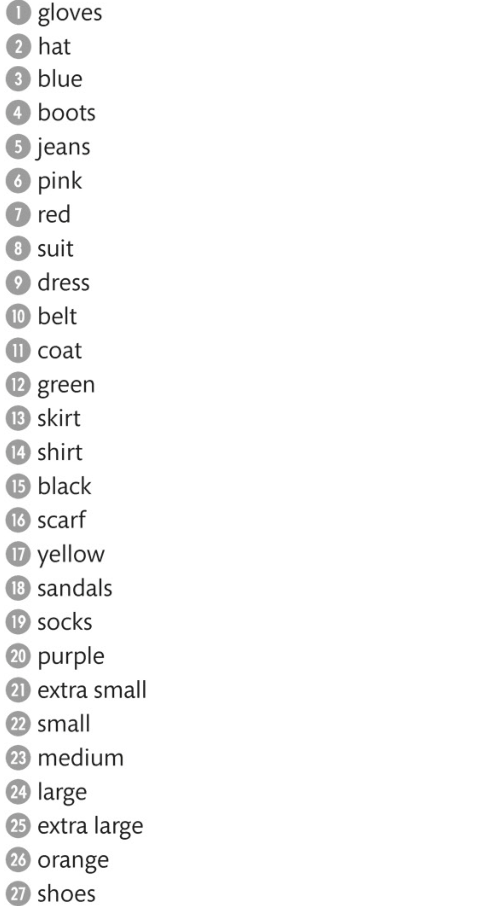 1 gloves
2 hat
3 blue
4 boots
5 jeans
6 pink
7 red
8 suit
9 dress
10 belt
11 coat
12 green
13 skirt
14 shirt
15 black
16 scarf
17 yellow
18 sandals
19 socks
20 purple
21 extra small
22 small
23 medium
24 large
25 extra large
26 orange
27 shoes